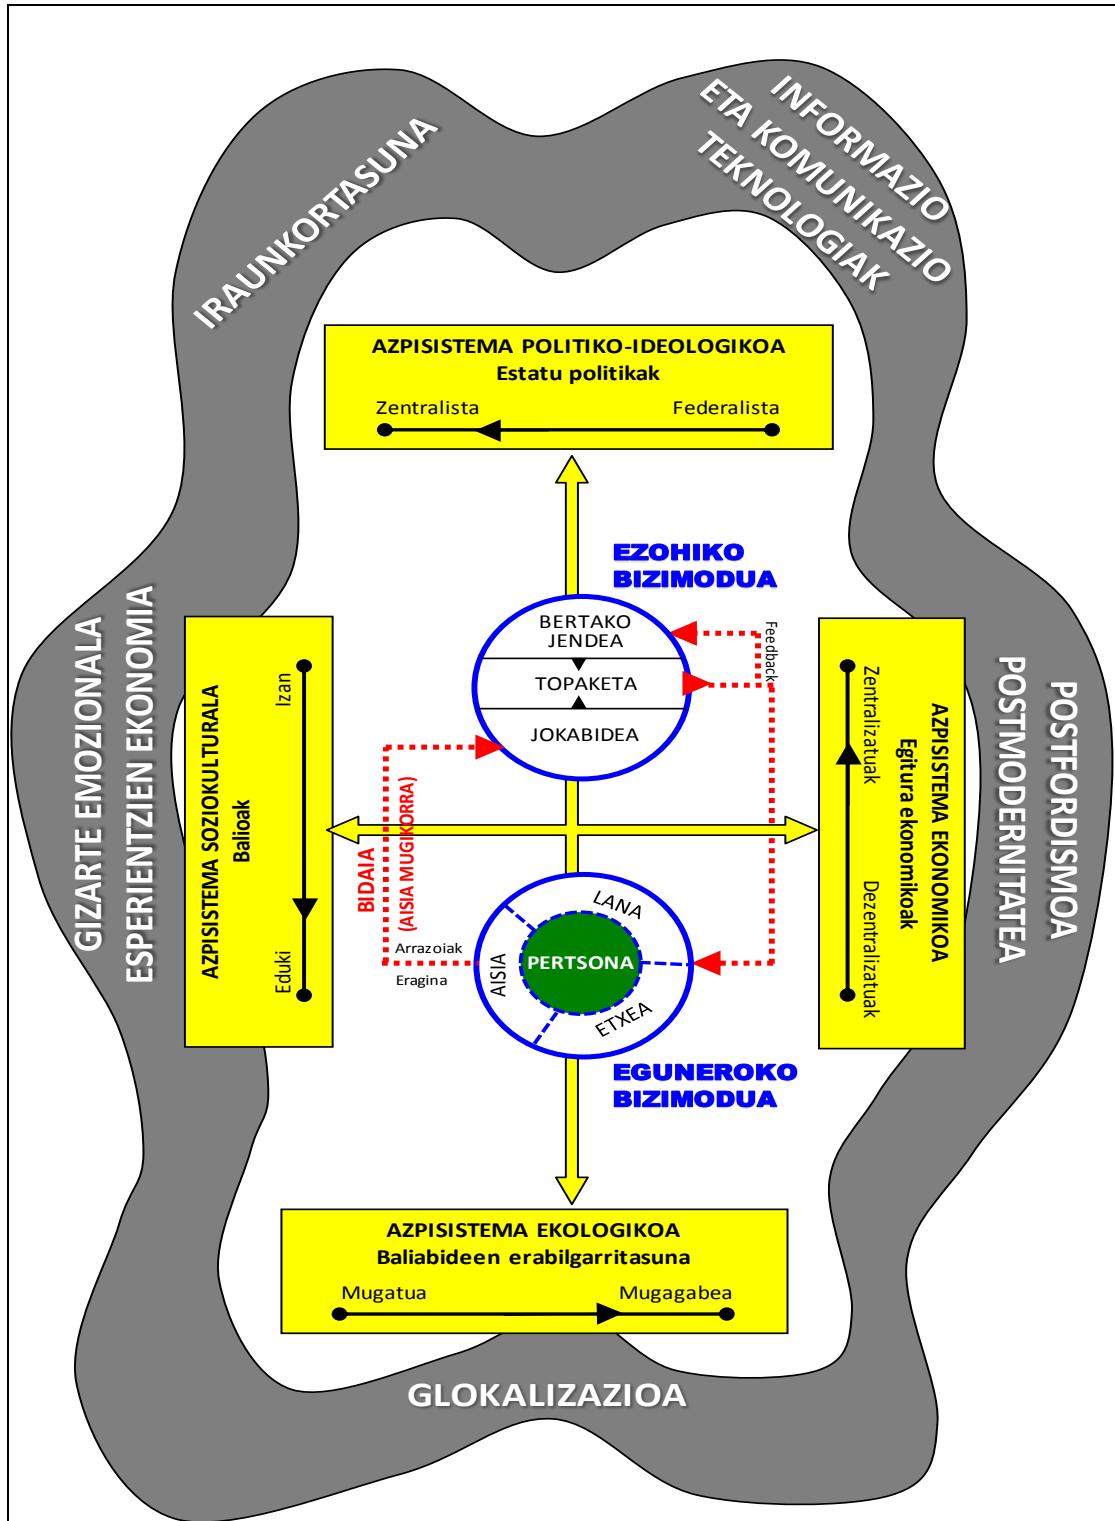 IRAUNKORTASUNA
INFORMAZIO
ETA KOMUNIKAZIO
TEKNOLOGIAK
AZPISISTEMA POLITIKO-IDEOLOGIKOA
Estatu politikak
Zentralista
Federalista
EZOHIKO
BIZIMODUA
GIZARTE EMOZIONALA
ESPERIENTZIEN EKONOMIA
AZPISISTEMA SOZIOKULTURALA
Balioak
Izan
Eduki
BERTAKO
JENDEA
TOPAKETA
JOKABIDEA
Feedback
BIDAIA
(AISIA MUGIKORRA)
Arrazoiak
Eragina
LANA
PERTSONA
AISIA
ETXEA
EGUNEROKO
BIZIMODUA
Zentralizatuak
Dezentralizatuak
AZPISISTEMA EKONOMIKOA
Egitura ekonomikoak
POSTFORDISMOA
POSTMODERNITATEA
AZPISISTEMA EKOLOGIKOA
Baliabideen erabilgarritasuna
Mugatua
Mugagabea
GLOKALIZAZIOA